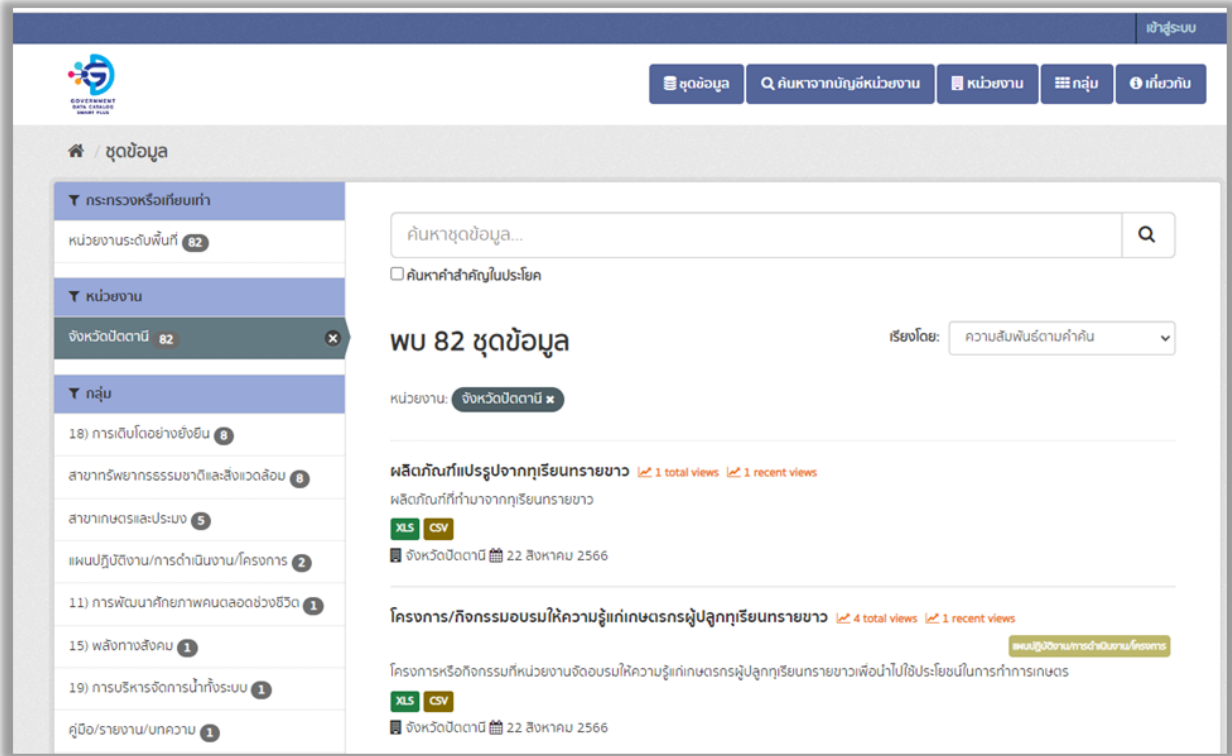 เข้าสู่ระบบ
GOVERNMENT
DATA CATALOG
SMART PLUS
ชุดข้อมูล
ค้นหาจากบัญชีหน่วยงาน
หน่วยงาน
กลุ่ม
เกี่ยวกับ
/ ชุดข้อมูล
กระทรวงหรือเทียบเท่า
หน่วยงานระดับพื้นที่ 82
หน่วยงาน
จังหวัดปัตตานี 82
กลุ่ม
18) การเติบโตอย่างยั่งยืน 8
สาขาทรัพยากรธรรมชาติและสิ่งแวดล้อม 8
สาขาเกษตรและประมง 5
แผนปฏิบัติงาน/การดำเนินงาน/โครงการ 2
11) การพัฒนาศักยภาพคนตลอดช่วงชีวิต 1
15) พลังทางสังคม 1
19) การบริหารจัดการน้ำทั้งระบบ 1
คู่มือ/รายงาน/บทความ 1
ค้นหาชุดข้อมูล...
ค้นหาคำสำคัญในประโยค
พบ 82 ชุดข้อมูล
เรียงโดย: ความสัมพันธ์ตามคำค้น
หน่วยงาน: จังหวัดปัตตานี
ผลิตภัณฑ์แปรรูปจากทุเรียนทรายขาว 1 total views 1 recent views
ผลิตภัณฑ์ที่ทำมาจากทุเรียนทรายขาว
XLS CSV
จังหวัดปัตตานี 22 สิงหาคม 2566
โครงการ/กิจกรรมอบรมให้ความรู้แก่เกษตรกรผู้ปลูกทุเรียนทรายขาว 4 total views 1 recent views
แผนปฏิบัติงาน/การดำเนินงาน/โครงการ
โครงการหรือกิจกรรมที่หน่วยงานจัดอบรมให้ความรู้แก่เกษตรกรผู้ปลูกทุเรียนทรายขาวเพื่อนำไปใช้ประโยชน์ในการทำการเกษตร
XLS CSV
จังหวัดปัตตานี 22 สิงหาคม 2566